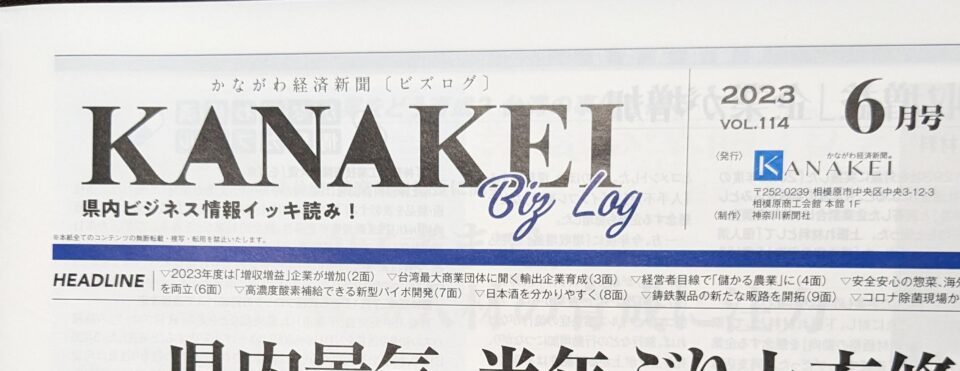 かながわ経済新聞〔ビズログ〕
KANAKEI
Biz Log
県内ビジネス情報イッキ読み！
※本紙全てのコンテンツの無断転載・複写・転用を禁止いたします。
2023
VOL.114
6月号
〈発行〉
かながわ経済新聞®
KANAKEI
〒252-0239 相模原市中央区中央3-12-3
相模原商工会館 本館 1F
〈制作〉 神奈川新聞社
HEADLINE
▽2023年度は「増収増益」企業が増加(2面) ▽台湾最大商業団体に聞く輸出企業育成(3面) ▽経営者目線で「儲かる農業」に(4面) ▽安全安心の惣菜、海外
を両立(6面) ▽高濃度酸素補給できる新型バイポ開発(7面) ▽日本酒を分かりやすく(8面) ▽鋳鉄製品の新たな販路を開拓(9面) ▽コロナ除菌現場か
県内景気 半年ぶり上方修